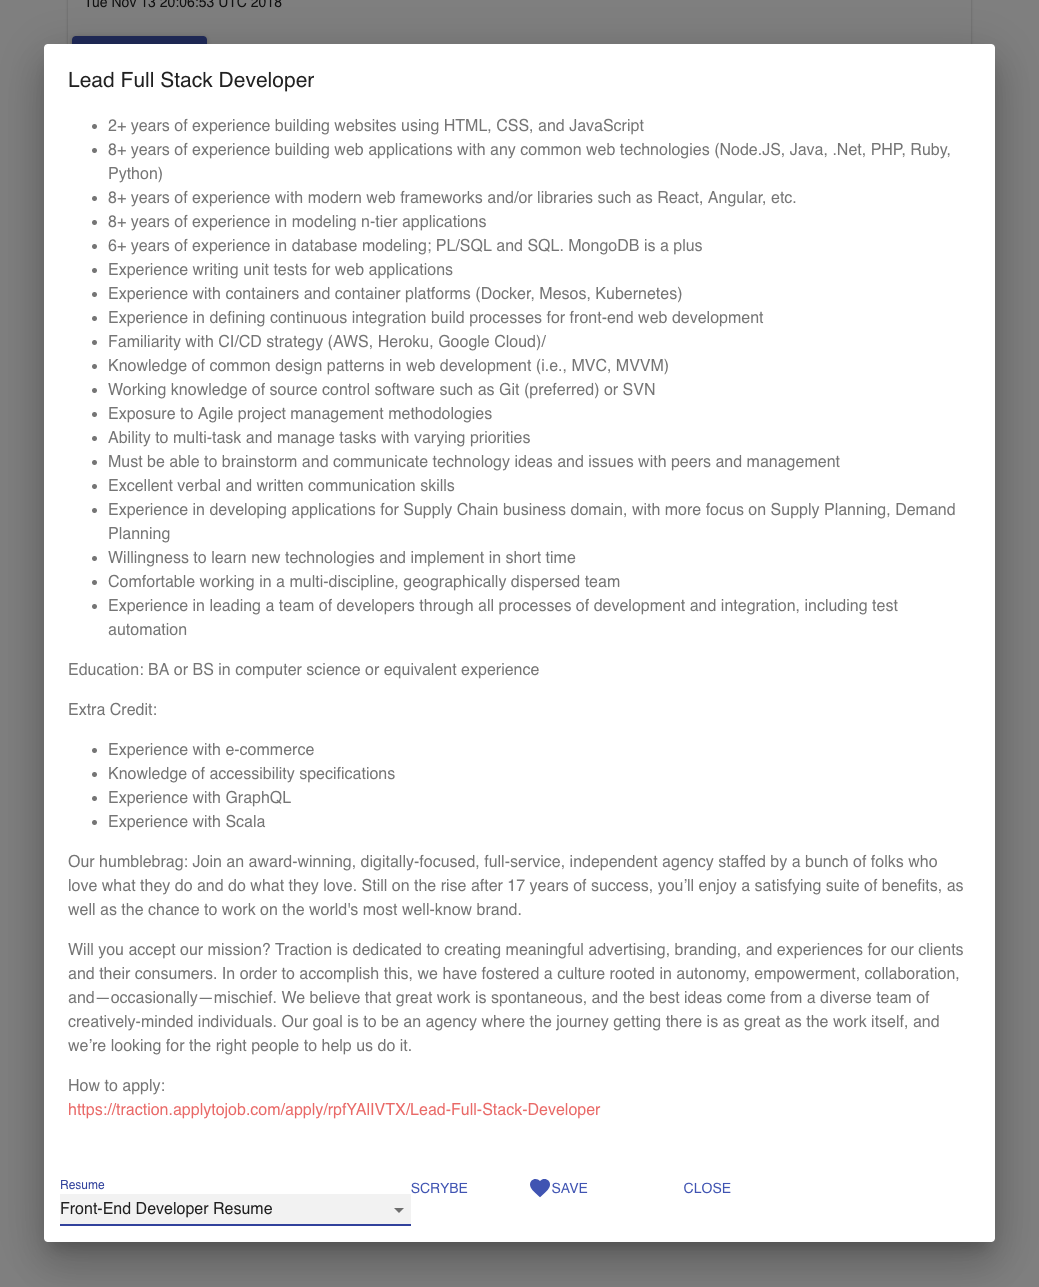 Tue Nov 13 20:06:53 UTC 2018
Lead Full Stack Developer
2+ years of experience building websites using HTML, CSS, and JavaScript
8+ years of experience building web applications with any common web technologies (Node.JS, Java, .Net, PHP, Ruby,
Python)
8+ years of experience with modern web frameworks and/or libraries such as React, Angular, etc.
8+ years of experience in modeling n-tier applications
6+ years of experience in database modeling; PL/SQL and SQL. MongoDB is a plus
Experience writing unit tests for web applications
Experience with containers and container platforms (Docker, Mesos, Kubernetes)
Experience in defining continuous integration build processes for front-end web development
Familiarity with CI/CD strategy (AWS, Heroku, Google Cloud)/
Knowledge of common design patterns in web development (i.e., MVC, MVVM)
Working knowledge of source control software such as Git (preferred) or SVN
Exposure to Agile project management methodologies
Ability to multi-task and manage tasks with varying priorities
Must be able to brainstorm and communicate technology ideas and issues with peers and management
Excellent verbal and written communication skills
Experience in developing applications for Supply Chain business domain, with more focus on Supply Planning, Demand
Planning
Willingness to learn new technologies and implement in short time
Comfortable working in a multi-discipline, geographically dispersed team
Experience in leading a team of developers through all processes of development and integration, including test
automation
Education: BA or BS in computer science or equivalent experience
Extra Credit:
Experience with e-commerce
Knowledge of accessibility specifications
Experience with GraphQL
Experience with Scala
Our humblebrag: Join an award-winning, digitally-focused, full-service, independent agency staffed by a bunch of folks who
love what they do and do what they love. Still on the rise after 17 years of success, you’ll enjoy a satisfying suite of benefits, as
well as the chance to work on the world's most well-know brand.
Will you accept our mission? Traction is dedicated to creating meaningful advertising, branding, and experiences for our clients
and their consumers. In order to accomplish this, we have fostered a culture rooted in autonomy, empowerment, collaboration,
and—occasionally—mischief. We believe that great work is spontaneous, and the best ideas come from a diverse team of
creatively-minded individuals. Our goal is to be an agency where the journey getting there is as great as the work itself, and
we’re looking for the right people to help us do it.
How to apply:
https://traction.applytojob.com/apply/rpfYAlIVTX/Lead-Full-Stack-Developer
Resume
Front-End Developer Resume
SCRYBE
SAVE
CLOSE